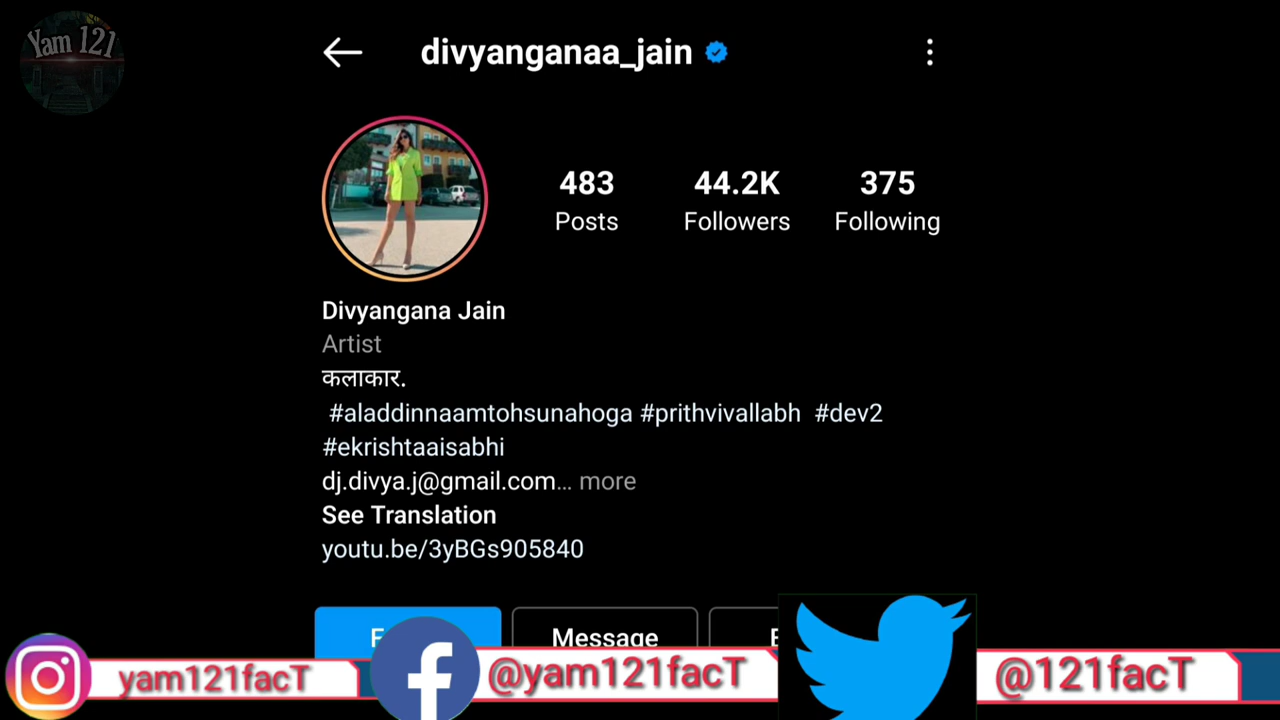 Yam 121
divyanganaa_jain
483 44.2K 375
Posts Followers Following
Divyangana Jain
Artist
कलाकार.
#aladdinnaamtohsunahoga #prithvivallabh #dev2
#ekrishtaaisabhi
dj.divya.j@gmail.com... more
See Translation
youtu.be/3yBGs905840
Message
yam121facT @yam121facT @121facT